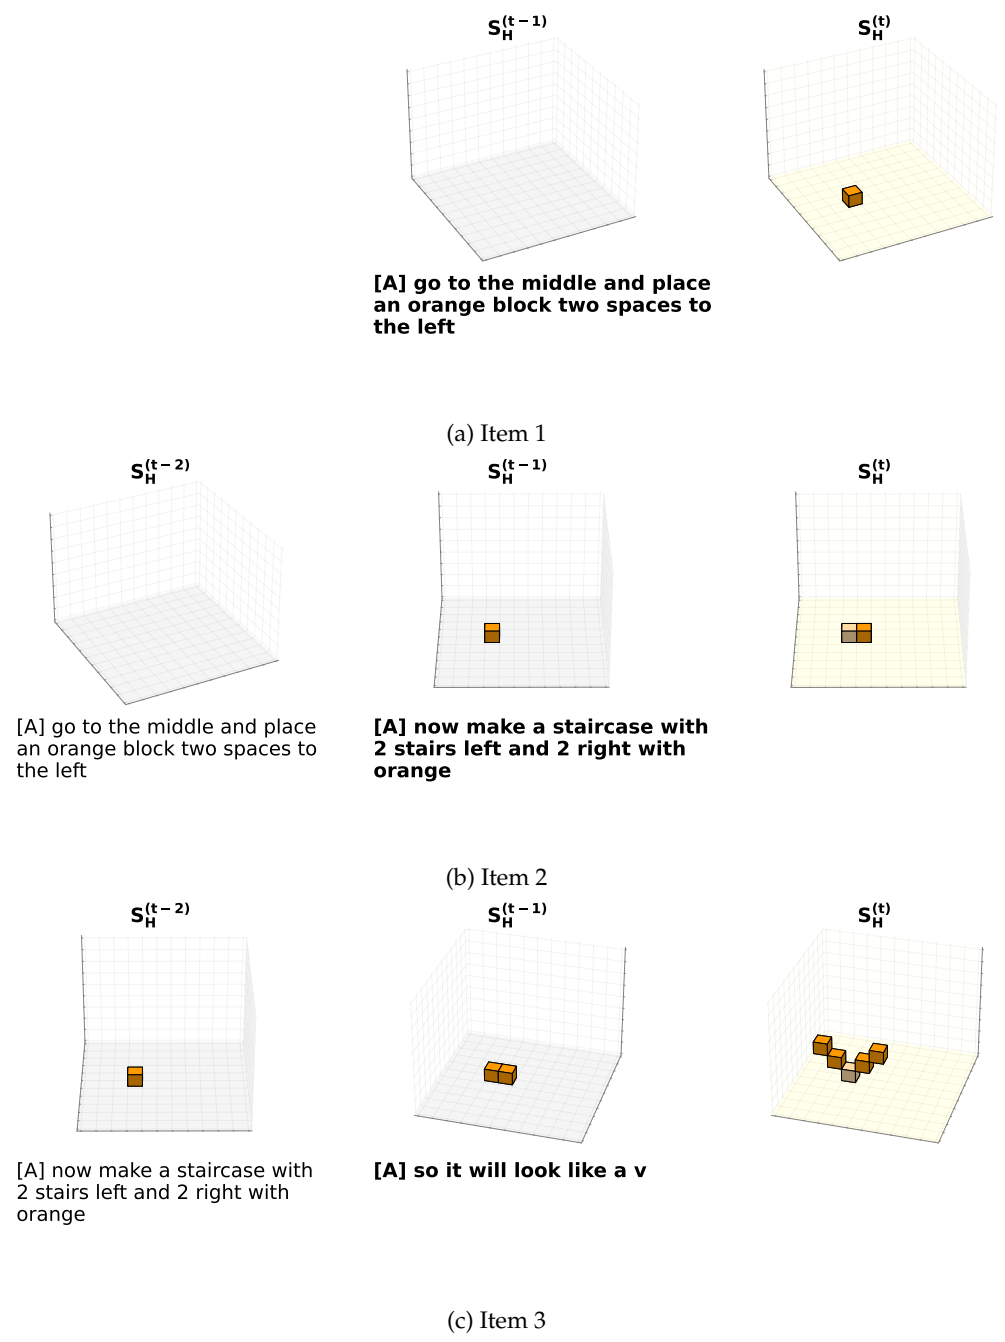 S_H^(t − 1) S_H^(t)
[A] go to the middle and place
an orange block two spaces to
the left
(a) Item 1
S_H^(t − 2) S_H^(t − 1) S_H^(t)
[A] go to the middle and place
an orange block two spaces to
the left
[A] now make a staircase with
2 stairs left and 2 right with
orange
(b) Item 2
S_H^(t − 2) S_H^(t − 1) S_H^(t)
[A] now make a staircase with
2 stairs left and 2 right with
orange
[A] so it will look like a v
(c) Item 3